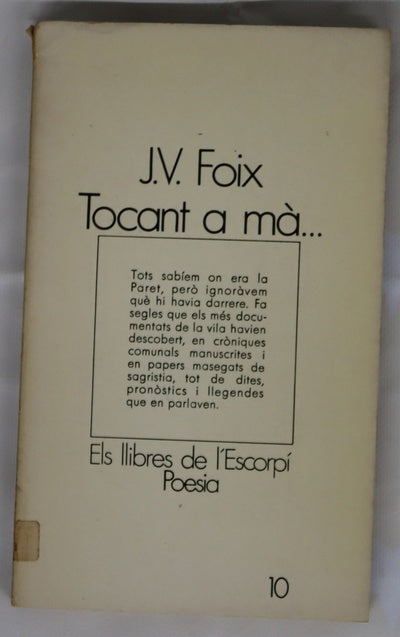 J.V. Foix
Tocant a mà...
Tots sabíem on era la
Paret, però ignoràvem
què hi havia darrere. Fa
segles que els més docu-
mentats de la vila havien
descobert, en cròniques
comunals manuscrites i
en papers masegats de
sagristia, tot de dites,
pronòstics i llegendes
que en parlaven.
Els llibres de l'Escorpí
Poesia
10